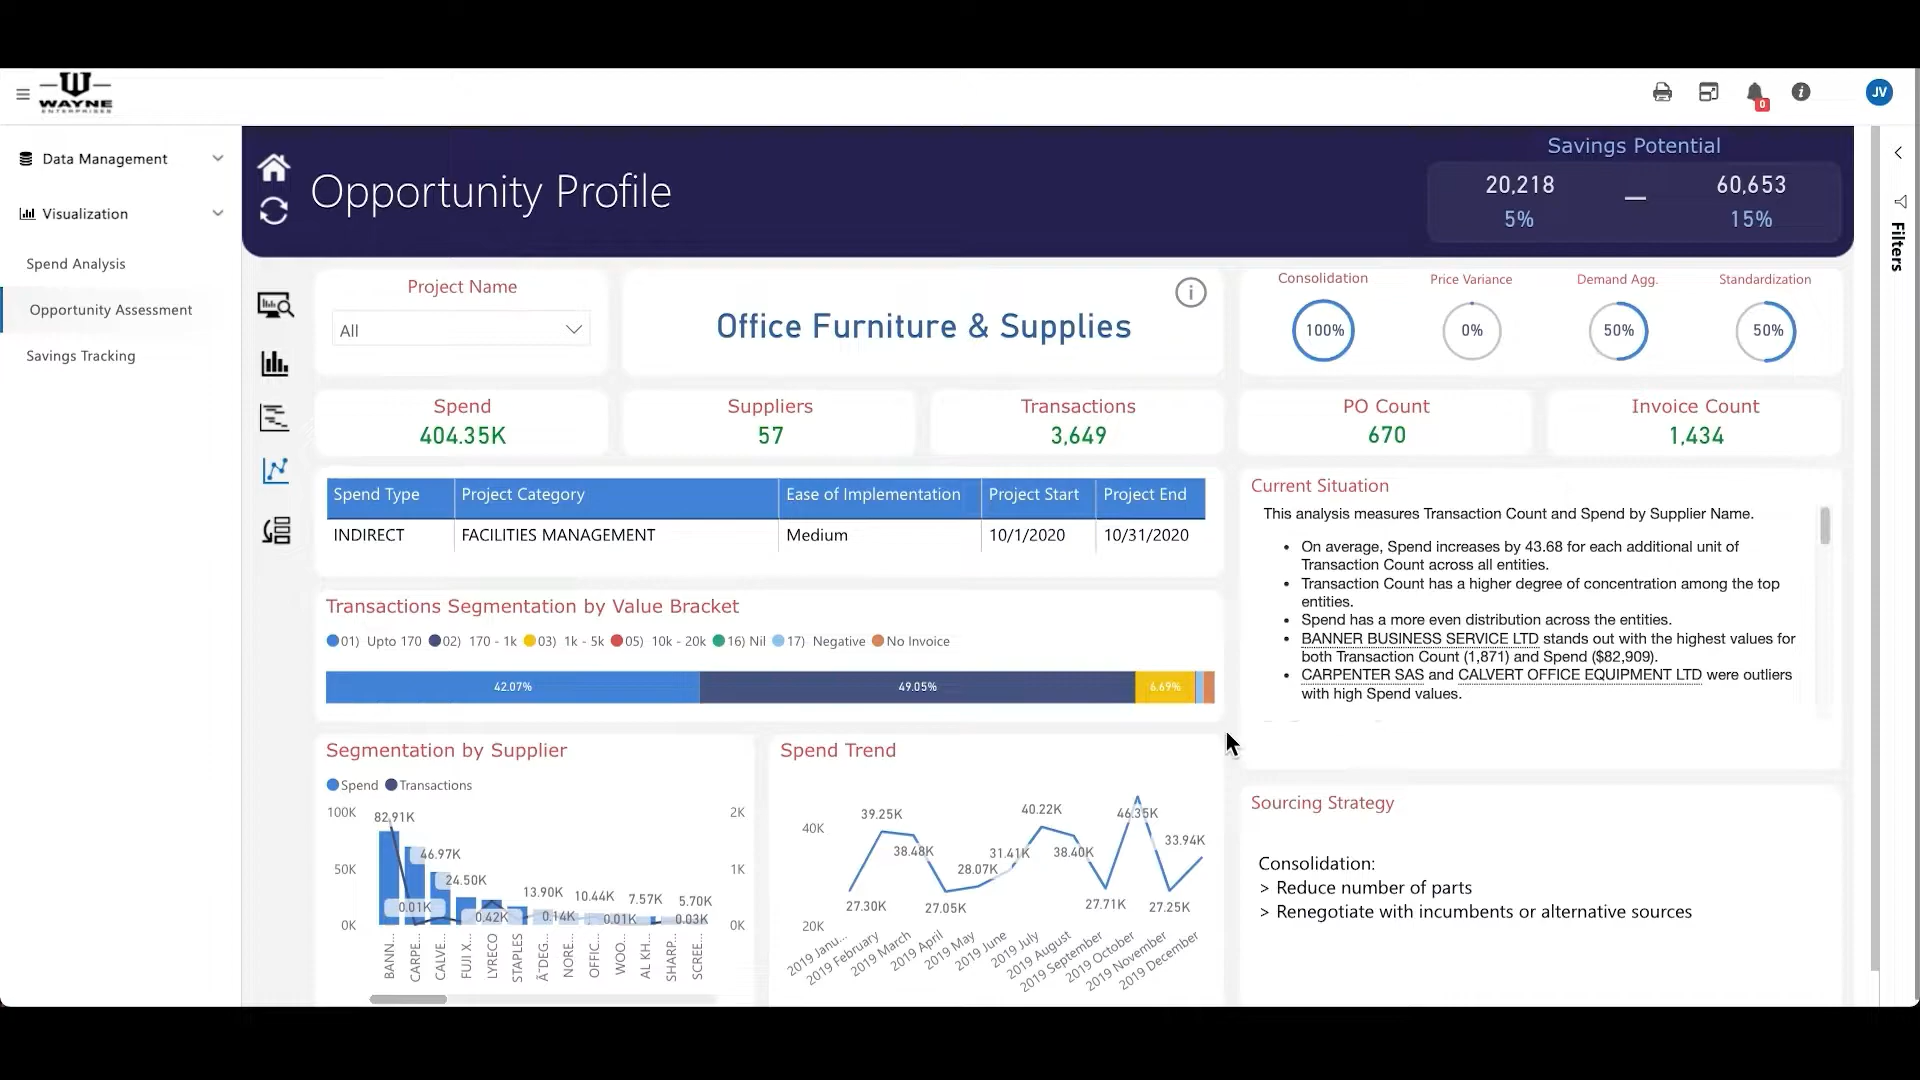 WAYNE
ENTERPRISES
0
JV
Data Management
Visualization
Spend Analysis
Opportunity Assessment
Savings Tracking
Opportunity Profile
Savings Potential
20,218 — 60,653
5% 15%
Filters
Project Name
All
Office Furniture & Supplies
Consolidation Price Variance Demand Agg. Standardization
100% 0% 50% 50%
Spend Suppliers Transactions PO Count Invoice Count
404.35K 57 3,649 670 1,434
Spend Type Project Category Ease of Implementation Project Start Project End
INDIRECT FACILITIES MANAGEMENT Medium 10/1/2020 10/31/2020
Current Situation
This analysis measures Transaction Count and Spend by Supplier Name.
• On average, Spend increases by 43.68 for each additional unit of
Transaction Count across all entities.
• Transaction Count has a higher degree of concentration among the top
entities.
• Spend has a more even distribution across the entities.
• BANNER BUSINESS SERVICE LTD stands out with the highest values for
both Transaction Count (1,871) and Spend ($82,909).
• CARPENTER SAS and CALVERT OFFICE EQUIPMENT LTD were outliers
with high Spend values.
Transactions Segmentation by Value Bracket
01) Upto 170 02) 170 - 1k 03) 1k - 5k 05) 10k - 20k 16) Nil 17) Negative No Invoice
42.07% 49.05% 6.69%
Segmentation by Supplier
Spend Transactions
100K 2K
50K 1K
0K 0K
82.91K
46.97K
24.50K
13.90K 10.44K 7.57K 5.70K
0.01K 0.42K 0.14K 0.01K 0.03K
BANN...
CARPE...
CALVE...
FUJI X...
LYRECO
STAPLES
NORE...
OFFIC...
WOO...
AL KH...
SHARP...
SCREE...
Spend Trend
40K
20K
27.30K
39.25K
38.48K
27.05K
28.07K
31.41K
40.22K
38.40K
27.71K
46.35K
27.25K
33.94K
2019 Janu...
2019 February
2019 March
2019 April
2019 May
2019 June
2019 July
2019 August
2019 September
2019 October
2019 November
2019 December
Sourcing Strategy
Consolidation:
> Reduce number of parts
> Renegotiate with incumbents or alternative sources